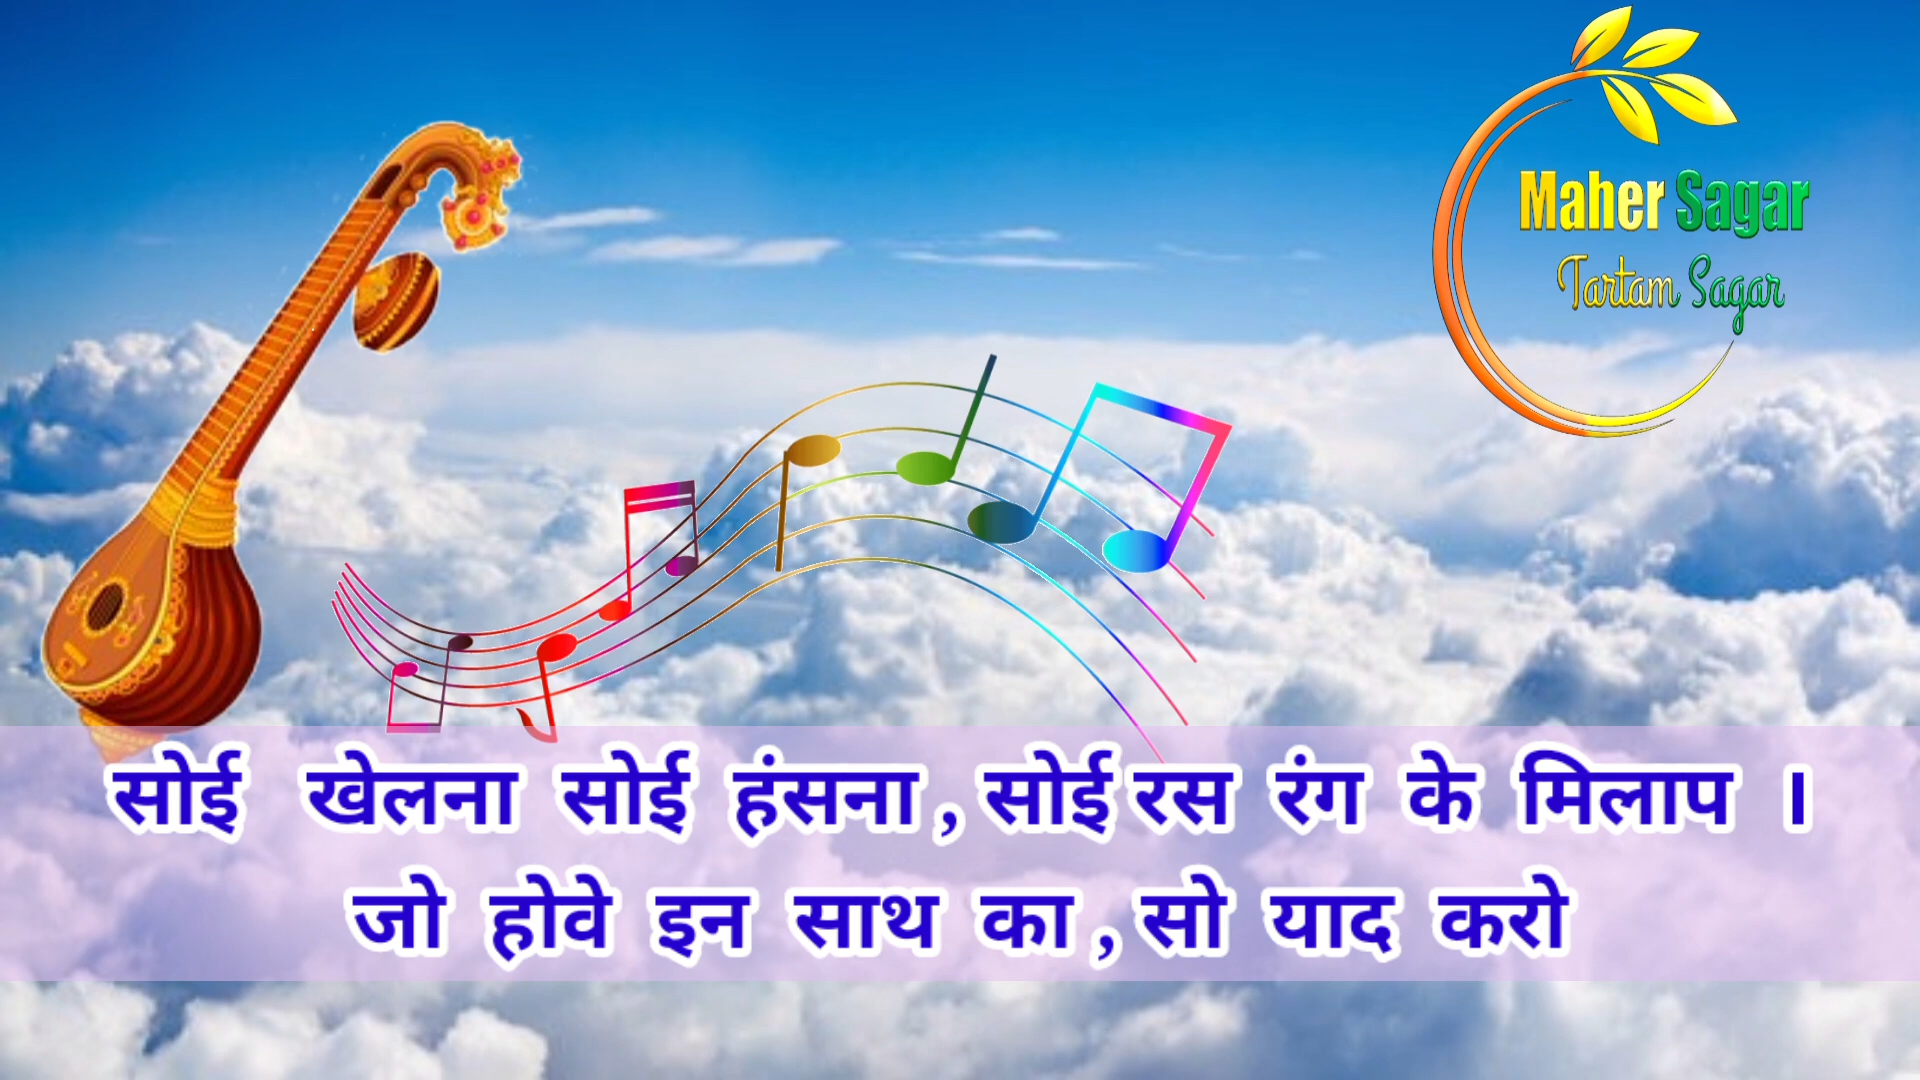 Maher Sagar
Tartam Sagar
सोई खेलना सोई हंसना, सोई रस रंग के मिलाप ।
जो होवे इन साथ का, सो याद करो